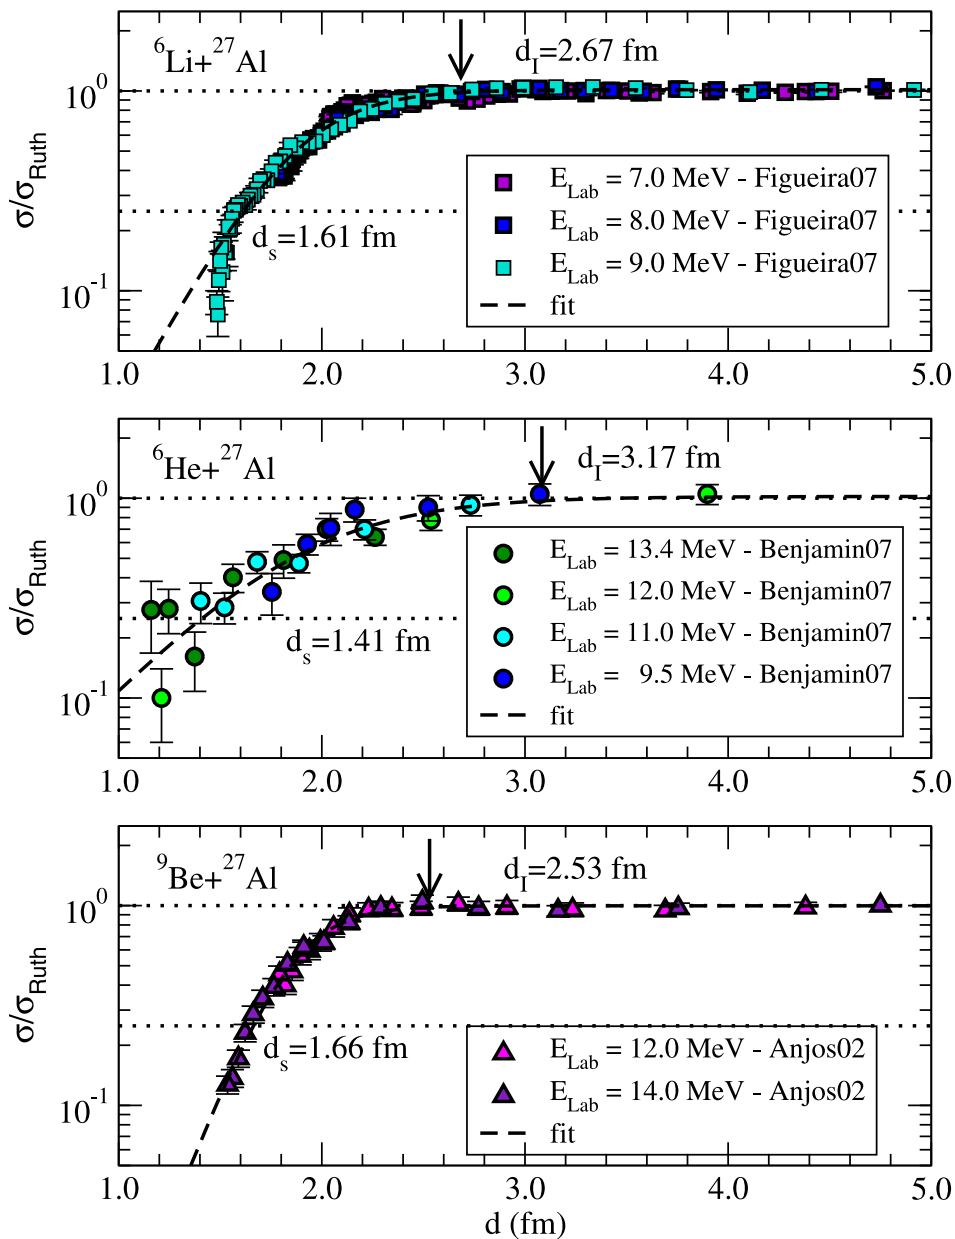 ⁶Li+²⁷Al
d_I=2.67 fm
10⁰
σ/σ_Ruth
E_Lab = 7.0 MeV - Figueira07
E_Lab = 8.0 MeV - Figueira07
d_s=1.61 fm
E_Lab = 9.0 MeV - Figueira07
10⁻¹
fit
1.0 2.0 3.0 4.0 5.0
⁶He+²⁷Al
d_I=3.17 fm
10⁰
σ/σ_Ruth
E_Lab = 13.4 MeV - Benjamin07
E_Lab = 12.0 MeV - Benjamin07
d_s=1.41 fm
E_Lab = 11.0 MeV - Benjamin07
E_Lab = 9.5 MeV - Benjamin07
10⁻¹
fit
1.0 2.0 3.0 4.0 5.0
⁹Be+²⁷Al
d_I=2.53 fm
10⁰
σ/σ_Ruth
d_s=1.66 fm
E_Lab = 12.0 MeV - Anjos02
E_Lab = 14.0 MeV - Anjos02
10⁻¹
fit
1.0 2.0 3.0 4.0 5.0
d (fm)